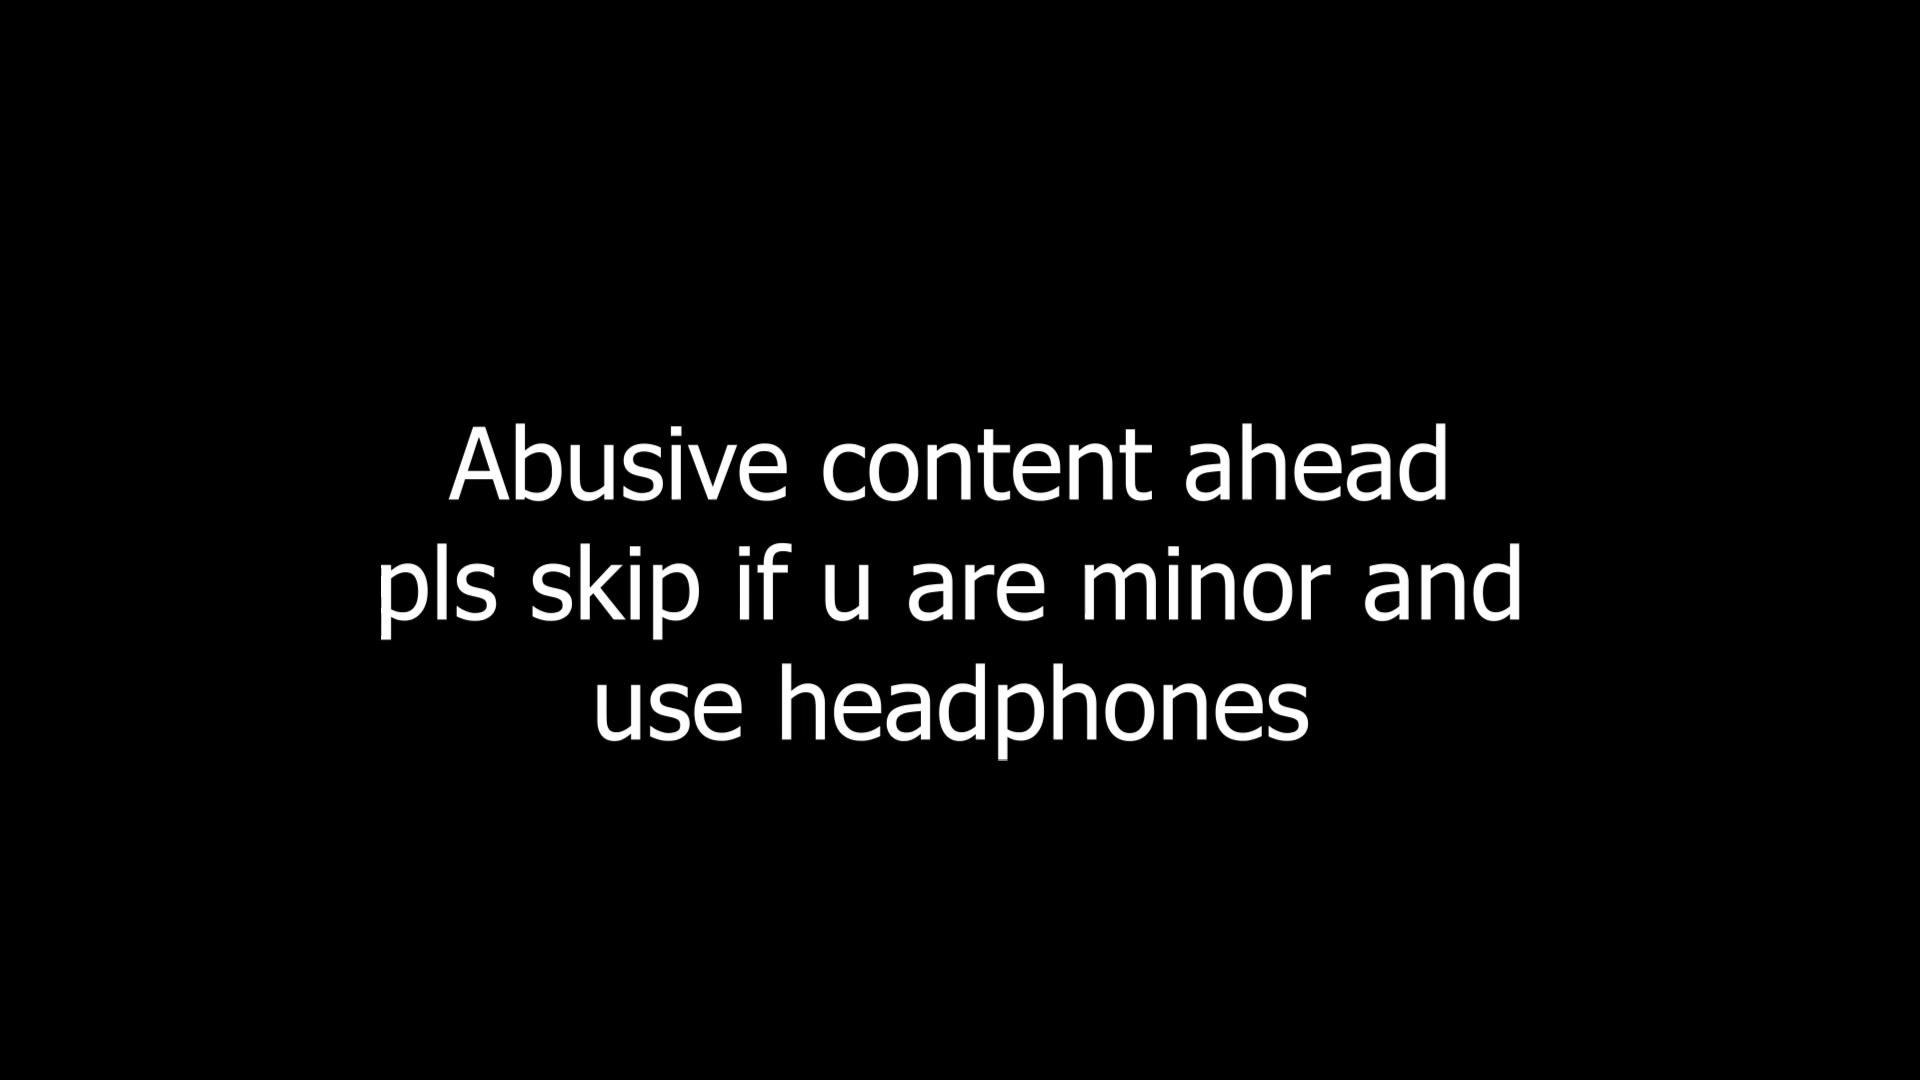 Abusive content ahead
pls skip if u are minor and
use headphones